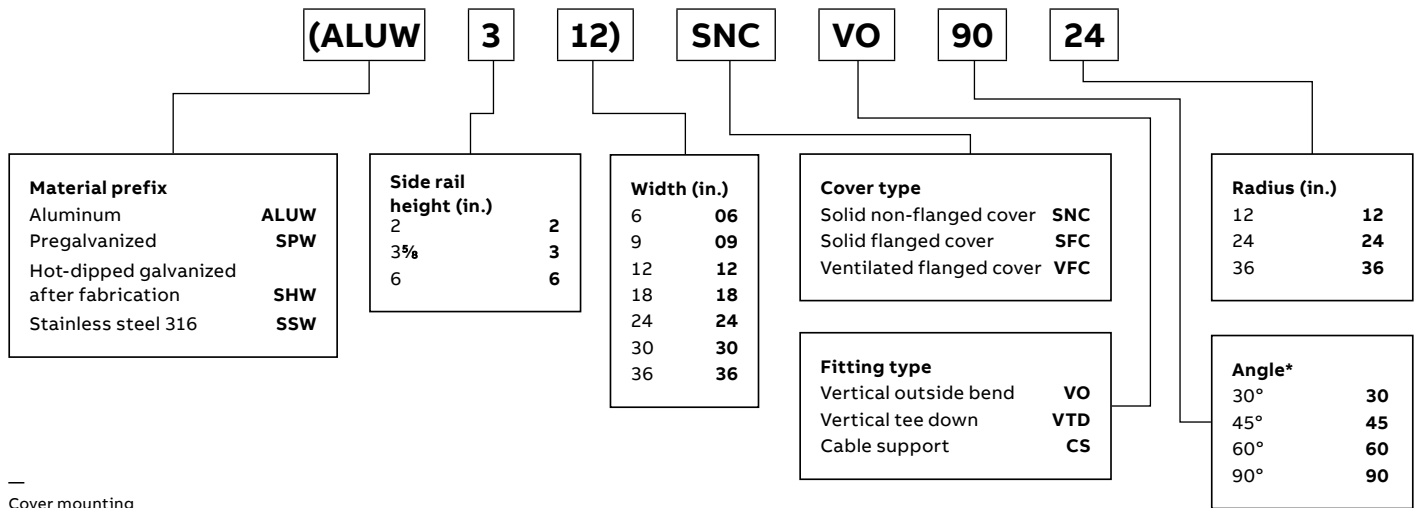 (ALUW 3 12) SNC VO 90 24
Material prefix
Aluminum ALUW
Pregalvanized SPW
Hot-dipped galvanized
after fabrication SHW
Stainless steel 316 SSW
Side rail
height (in.)
2 2
3⅝ 3
6 6
Width (in.)
6 06
9 09
12 12
18 18
24 24
30 30
36 36
Cover type
Solid non-flanged cover SNC
Solid flanged cover SFC
Ventilated flanged cover VFC
Fitting type
Vertical outside bend VO
Vertical tee down VTD
Cable support CS
Radius (in.)
12 12
24 24
36 36
Angle*
30° 30
45° 45
60° 60
90° 90
—
Cover mounting